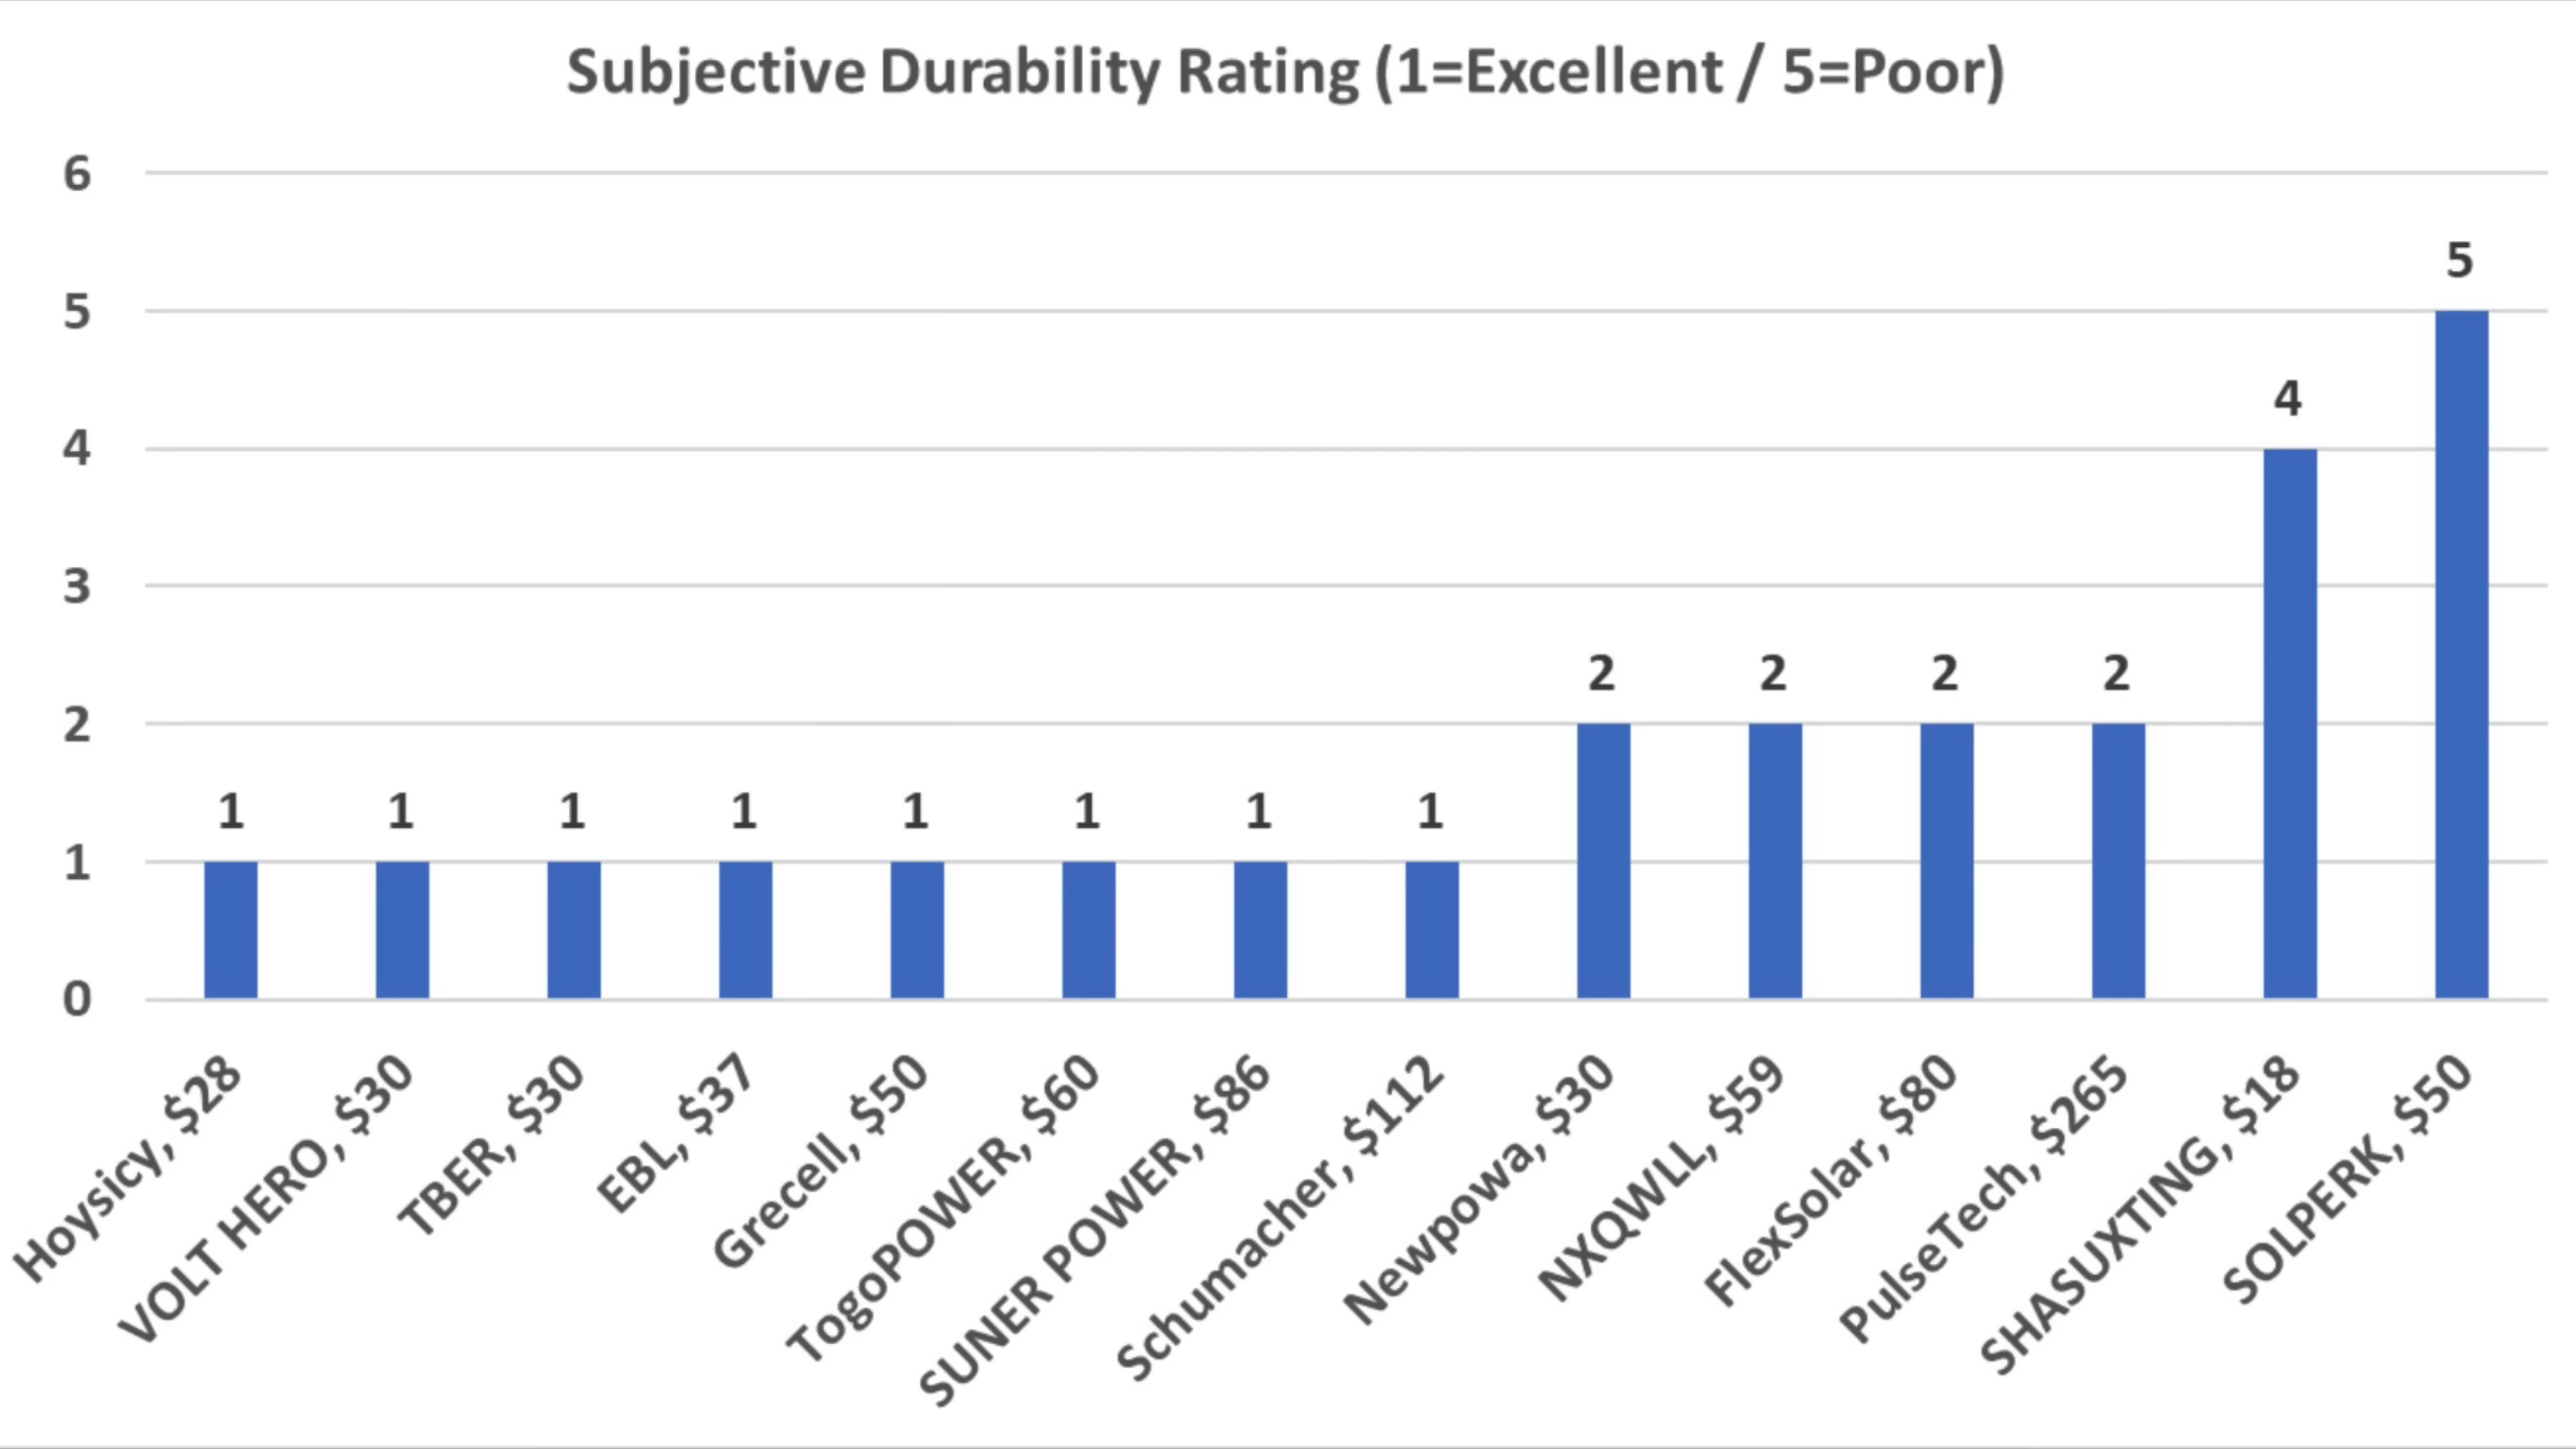 Subjective Durability Rating (1=Excellent / 5=Poor)
6
5
4
3
2
1
0
1
1
1
1
1
1
1
1
2
2
2
2
4
5
Hoysicy, $28
VOLT HERO, $30
TBER, $30
EBL, $37
Grecell, $50
TogoPOWER, $60
SUNER POWER, $86
Schumacher, $112
Newpowa, $30
NXQWLL, $59
FlexSolar, $80
PulseTech, $265
SHASUXTING, $18
SOLPERK, $50